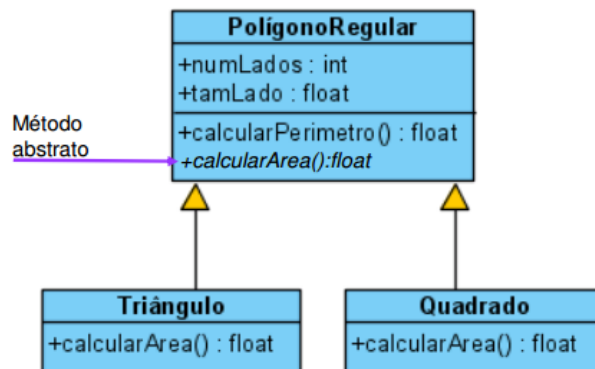 PolígonoRegular
+numLados : int
+tamLado : float
Método
abstrato
+calcularPerimetro() : float
+calcularArea():float
Triângulo
+calcularArea() : float
Quadrado
+calcularArea() : float